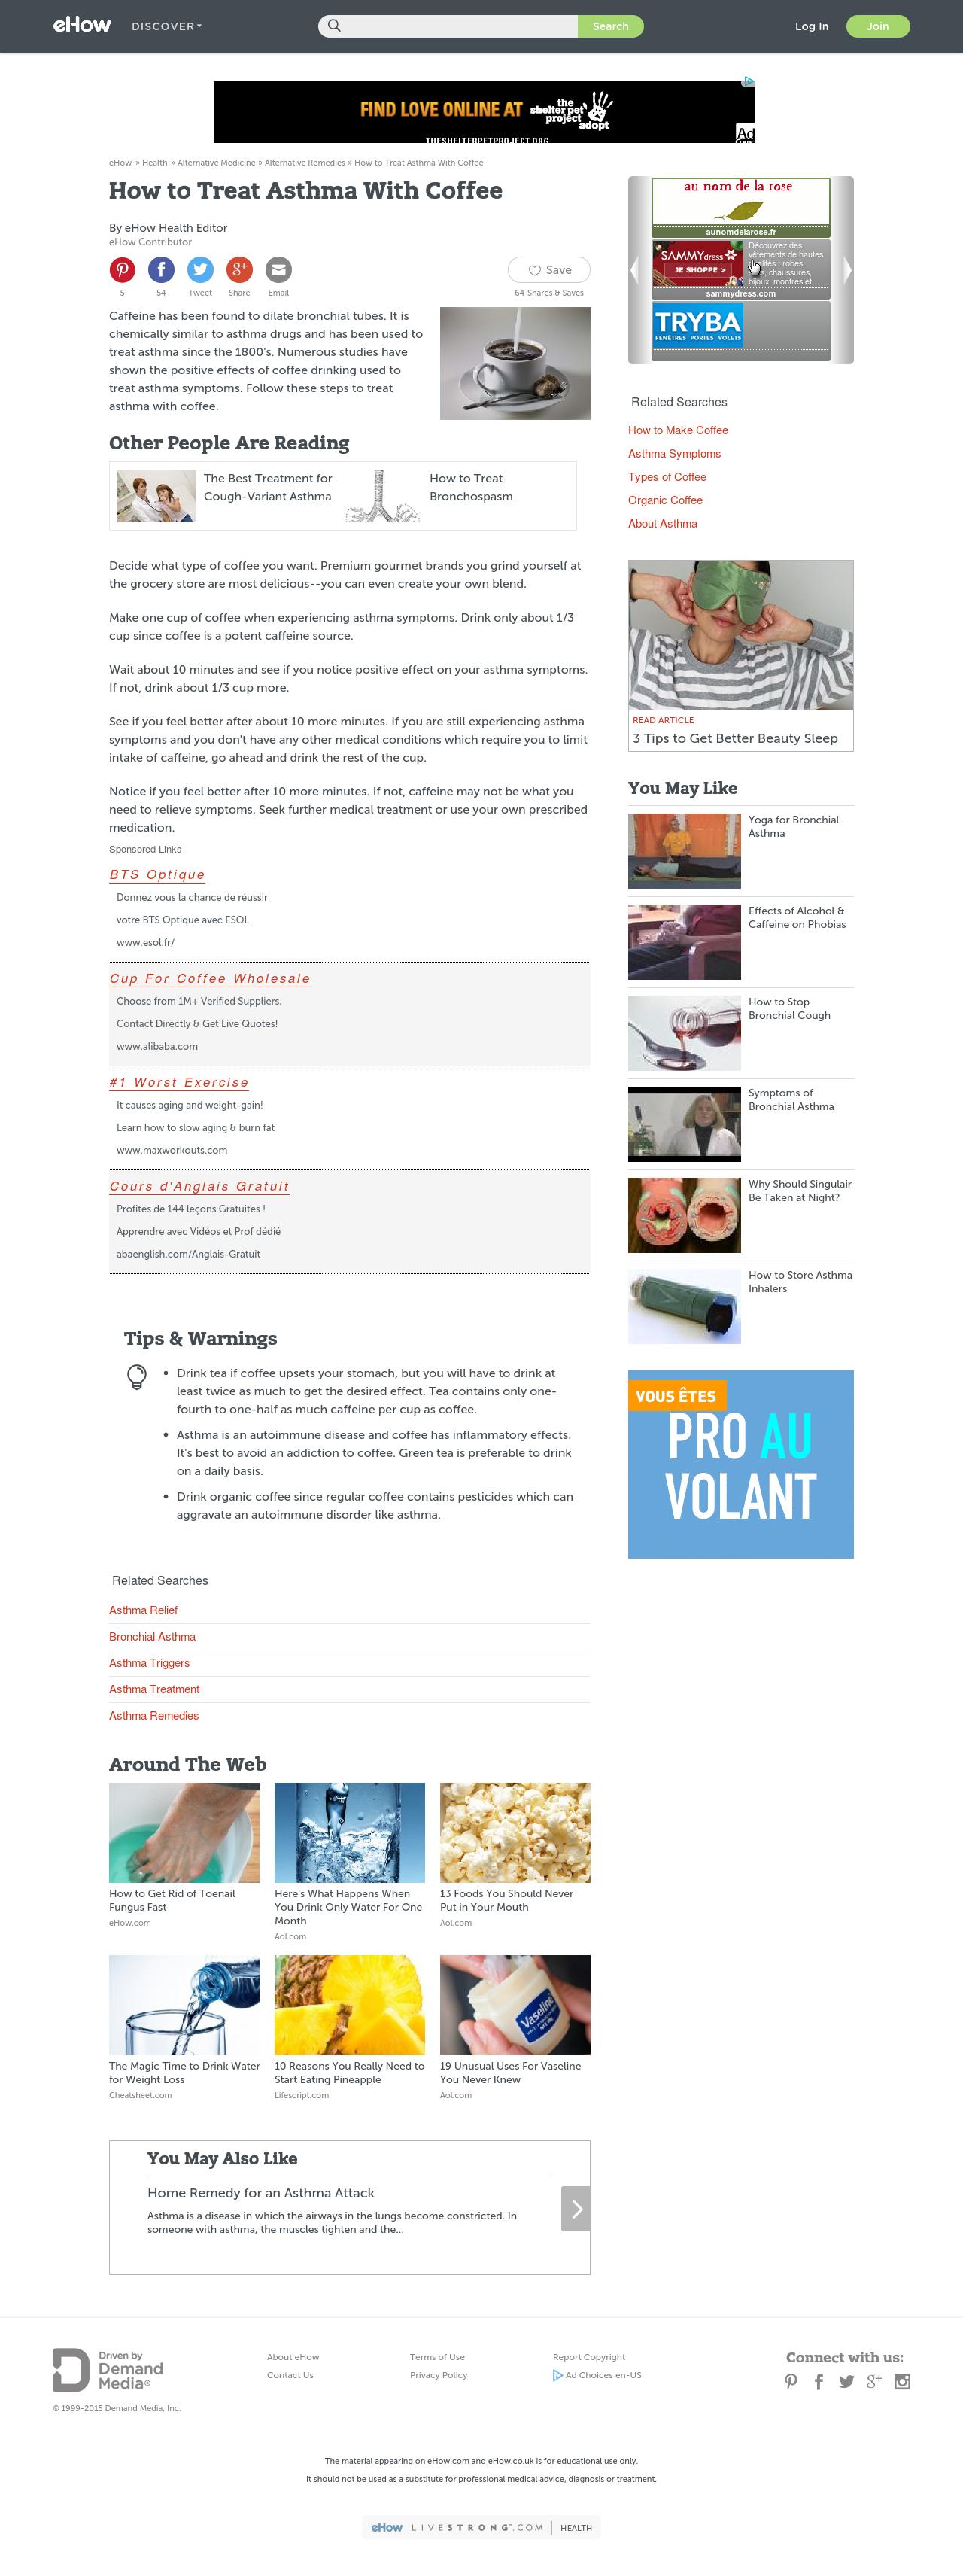 eHow DISCOVER Search Log In Join
FIND LOVE ONLINE AT the shelter pet project adopt
THESHELTERPETPROJECT.ORG
Ad
eHow » Health » Alternative Medicine » Alternative Remedies » How to Treat Asthma With Coffee
How to Treat Asthma With Coffee
By eHow Health Editor
eHow Contributor
Save
5 54 Tweet Share Email 64 Shares & Saves
Caffeine has been found to dilate bronchial tubes. It is
chemically similar to asthma drugs and has been used to
treat asthma since the 1800's. Numerous studies have
shown the positive effects of coffee drinking used to
treat asthma symptoms. Follow these steps to treat
asthma with coffee.
Other People Are Reading
The Best Treatment for
Cough-Variant Asthma
How to Treat
Bronchospasm
Decide what type of coffee you want. Premium gourmet brands you grind yourself at
the grocery store are most delicious--you can even create your own blend.
Make one cup of coffee when experiencing asthma symptoms. Drink only about 1/3
cup since coffee is a potent caffeine source.
Wait about 10 minutes and see if you notice positive effect on your asthma symptoms.
If not, drink about 1/3 cup more.
See if you feel better after about 10 more minutes. If you are still experiencing asthma
symptoms and you don't have any other medical conditions which require you to limit
intake of caffeine, go ahead and drink the rest of the cup.
Notice if you feel better after 10 more minutes. If not, caffeine may not be what you
need to relieve symptoms. Seek further medical treatment or use your own prescribed
medication.
Sponsored Links
BTS Optique
Donnez vous la chance de réussir
votre BTS Optique avec ESOL
www.esol.fr/
Cup For Coffee Wholesale
Choose from 1M+ Verified Suppliers.
Contact Directly & Get Live Quotes!
www.alibaba.com
#1 Worst Exercise
It causes aging and weight-gain!
Learn how to slow aging & burn fat
www.maxworkouts.com
Cours d'Anglais Gratuit
Profites de 144 leçons Gratuites !
Apprendre avec Vidéos et Prof dédié
abaenglish.com/Anglais-Gratuit
Tips & Warnings
Drink tea if coffee upsets your stomach, but you will have to drink at
least twice as much to get the desired effect. Tea contains only one-
fourth to one-half as much caffeine per cup as coffee.
Asthma is an autoimmune disease and coffee has inflammatory effects.
It's best to avoid an addiction to coffee. Green tea is preferable to drink
on a daily basis.
Drink organic coffee since regular coffee contains pesticides which can
aggravate an autoimmune disorder like asthma.
Related Searches
Asthma Relief
Bronchial Asthma
Asthma Triggers
Asthma Treatment
Asthma Remedies
Around The Web
How to Get Rid of Toenail
Fungus Fast
eHow.com
Here's What Happens When
You Drink Only Water For One
Month
Aol.com
13 Foods You Should Never
Put in Your Mouth
Aol.com
Vaseline
The Magic Time to Drink Water
for Weight Loss
Cheatsheet.com
10 Reasons You Really Need to
Start Eating Pineapple
Lifescript.com
19 Unusual Uses For Vaseline
You Never Knew
Aol.com
You May Also Like
Home Remedy for an Asthma Attack
Asthma is a disease in which the airways in the lungs become constricted. In
someone with asthma, the muscles tighten and the...
au nom de la rose
aunomdelarose.fr
SAMMYdress
JE SHOPPE >
Découvrez des
vêtements de hautes
: robes,
, chaussures,
bijoux, montres et
sammydress.com
TRYBA
FENÊTRES PORTES VOLETS
Related Searches
How to Make Coffee
Asthma Symptoms
Types of Coffee
Organic Coffee
About Asthma
READ ARTICLE
3 Tips to Get Better Beauty Sleep
You May Like
Yoga for Bronchial
Asthma
Effects of Alcohol &
Caffeine on Phobias
How to Stop
Bronchial Cough
Symptoms of
Bronchial Asthma
Why Should Singulair
Be Taken at Night?
How to Store Asthma
Inhalers
VOUS ÊTES
PRO AU
VOLANT
Driven by
Demand
Media®
© 1999-2015 Demand Media, Inc.
About eHow
Contact Us
Terms of Use
Privacy Policy
Report Copyright
Ad Choices en-US
Connect with us:
The material appearing on eHow.com and eHow.co.uk is for educational use only.
It should not be used as a substitute for professional medical advice, diagnosis or treatment.
eHow LIVESTRONG.COM HEALTH